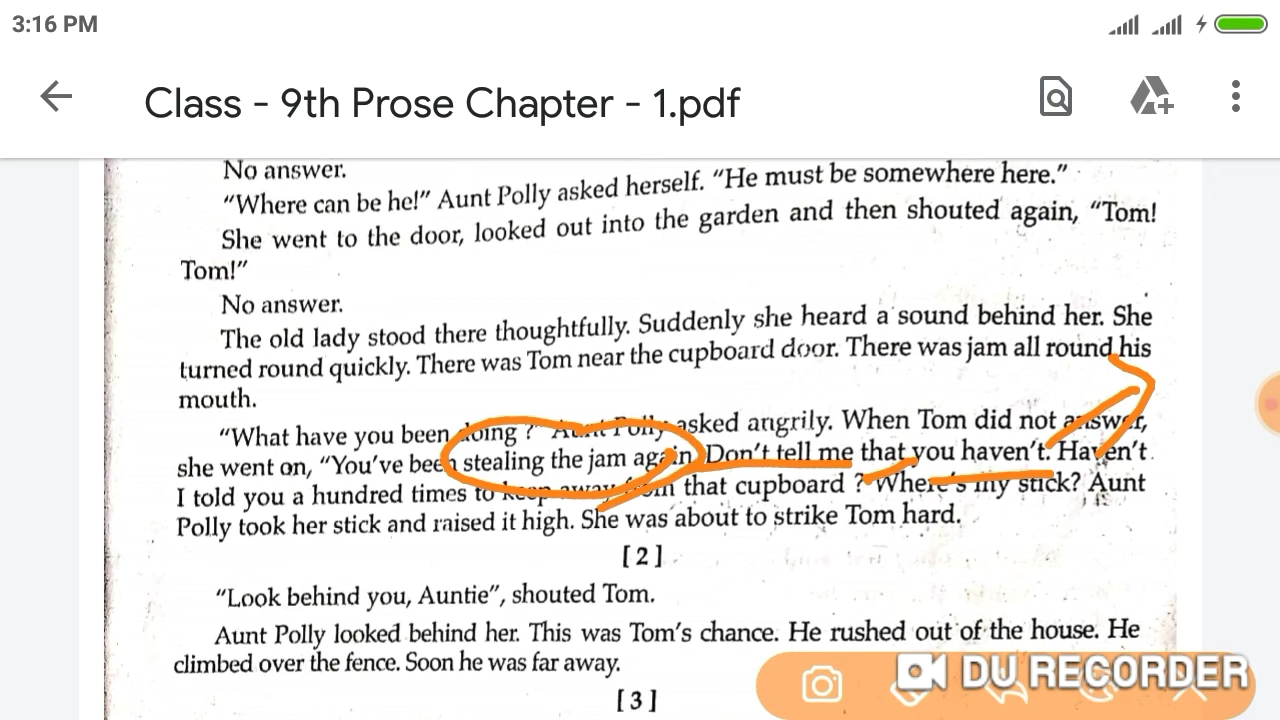 3:16 PM
Class - 9th Prose Chapter - 1.pdf
No answer.
“Where can be he!” Aunt Polly asked herself. “He must be somewhere here.”
She went to the door, looked out into the garden and then shouted again, “Tom!
Tom!”
No answer.
The old lady stood there thoughtfully. Suddenly she heard a sound behind her. She
turned round quickly. There was Tom near the cupboard door. There was jam all round his
mouth.
“What have you been doing ? Aunt Polly asked angrily. When Tom did not answer,
she went on, “You’ve been stealing the jam again. Don’t tell me that you haven’t. Haven’t
I told you a hundred times to keep away from that cupboard ? Where’s my stick? Aunt
Polly took her stick and raised it high. She was about to strike Tom hard.
[2]
“Look behind you, Auntie”, shouted Tom.
Aunt Polly looked behind her. This was Tom’s chance. He rushed out of the house. He
climbed over the fence. Soon he was far away.
DU RECORDER
[3]